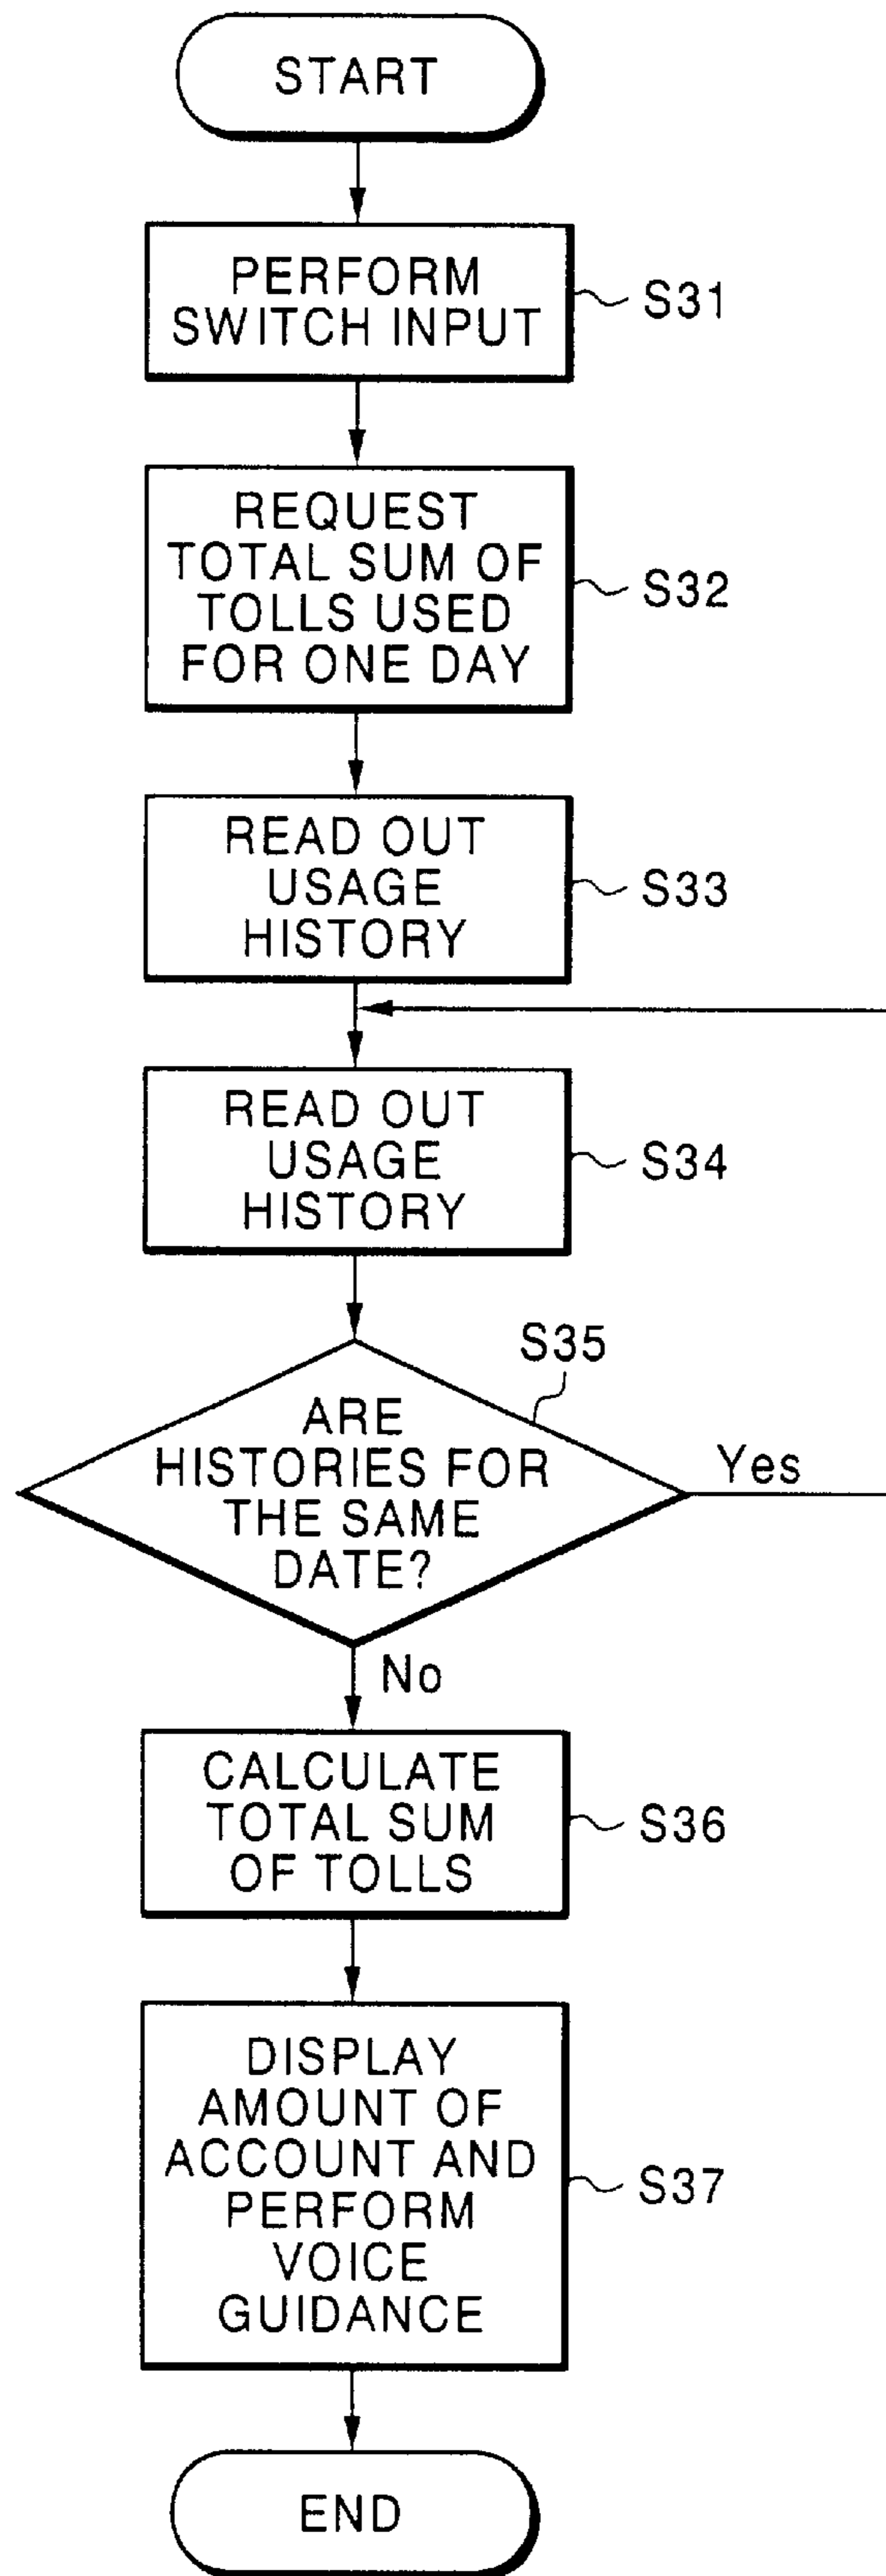 START
PERFORM
SWITCH INPUT
S31
REQUEST
TOTAL SUM OF
TOLLS USED
FOR ONE DAY
S32
READ OUT
USAGE
HISTORY
S33
READ OUT
USAGE
HISTORY
S34
S35
ARE
HISTORIES FOR
THE SAME
DATE?
Yes
No
CALCULATE
TOTAL SUM
OF TOLLS
S36
DISPLAY
AMOUNT OF
ACCOUNT AND
PERFORM
VOICE
GUIDANCE
S37
END